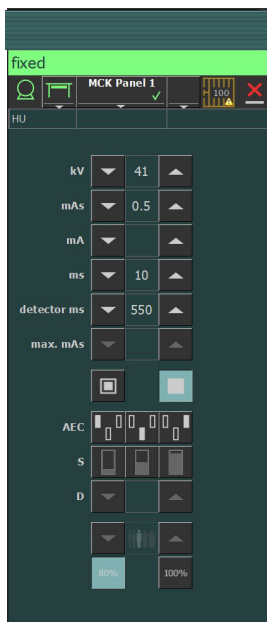 fixed
MCK Panel 1
100
HU
kV 41
mAs 0.5
mA
ms 10
detector ms 550
max. mAs
AEC
S
D
80% 100%